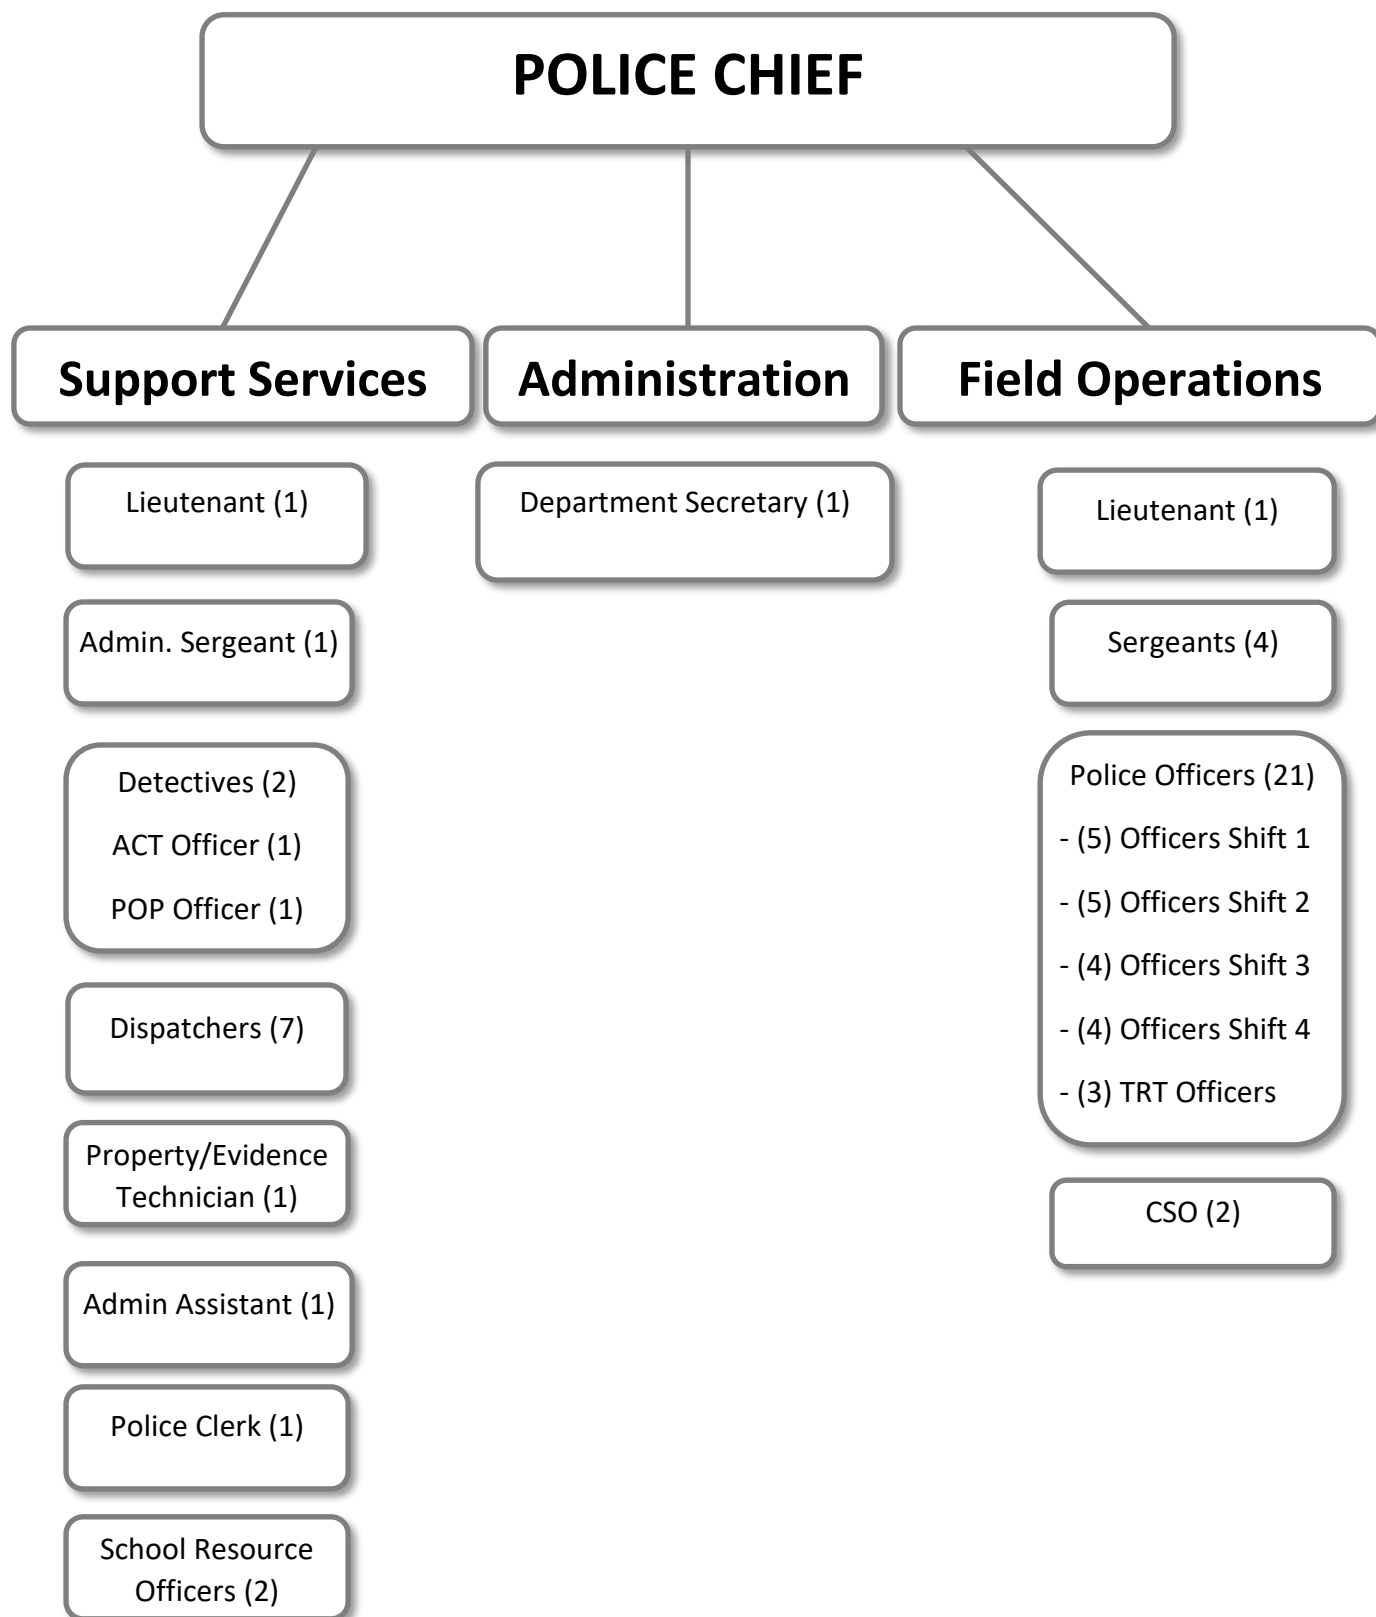 POLICE CHIEF
Support Services
Administration
Field Operations
Lieutenant (1)
Admin. Sergeant (1)
Detectives (2)
ACT Officer (1)
POP Officer (1)
Dispatchers (7)
Property/Evidence
Technician (1)
Admin Assistant (1)
Police Clerk (1)
School Resource
Officers (2)
Department Secretary (1)
Lieutenant (1)
Sergeants (4)
Police Officers (21)
- (5) Officers Shift 1
- (5) Officers Shift 2
- (4) Officers Shift 3
- (4) Officers Shift 4
- (3) TRT Officers
CSO (2)